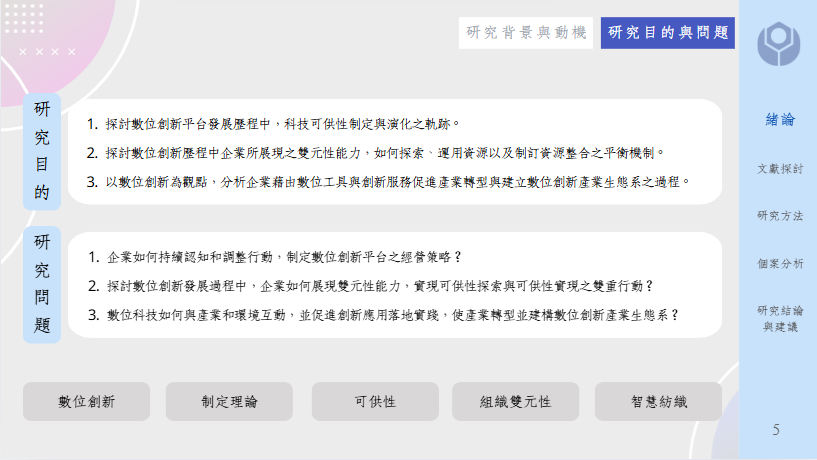 研究背景與動機
研究目的與問題
研究目的
1. 探討數位創新平台發展歷程中，科技可供性制定與演化之軌跡。
2. 探討數位創新歷程中企業所展現之雙元性能力，如何探索、運用資源以及制訂資源整合之平衡機制。
3. 以數位創新為觀點，分析企業藉由數位工具與創新服務促進產業轉型與建立數位創新產業生態系之過程。
研究問題
1. 企業如何持續認知和調整行動，制定數位創新平台之經營策略？
2. 探討數位創新發展過程中，企業如何展現雙元性能力，實現可供性探索與可供性實現之雙重行動？
3. 數位科技如何與產業和環境互動，並促進創新應用落地實踐，使產業轉型並建構數位創新產業生態系？
數位創新
制定理論
可供性
組織雙元性
智慧紡織
緒論
文獻探討
研究方法
個案分析
研究結論
與建議
5